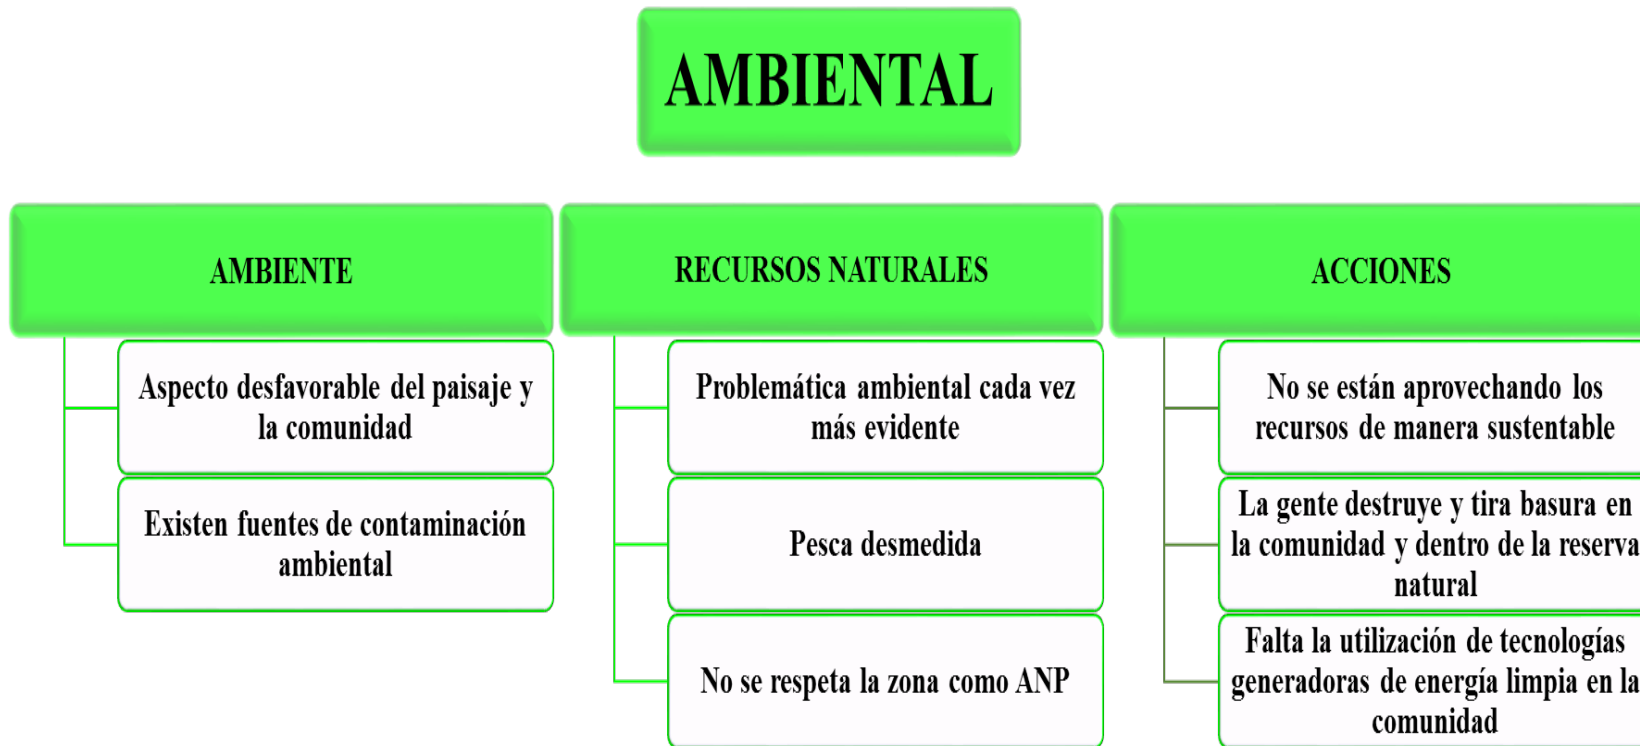 AMBIENTAL
AMBIENTE
Aspecto desfavorable del paisaje y
la comunidad
Existen fuentes de contaminación
ambiental
RECURSOS NATURALES
Problemática ambiental cada vez
más evidente
Pesca desmedida
No se respeta la zona como ANP
ACCIONES
No se están aprovechando los
recursos de manera sustentable
La gente destruye y tira basura en
la comunidad y dentro de la reserva
natural
Falta la utilización de tecnologías
generadoras de energía limpia en la
comunidad